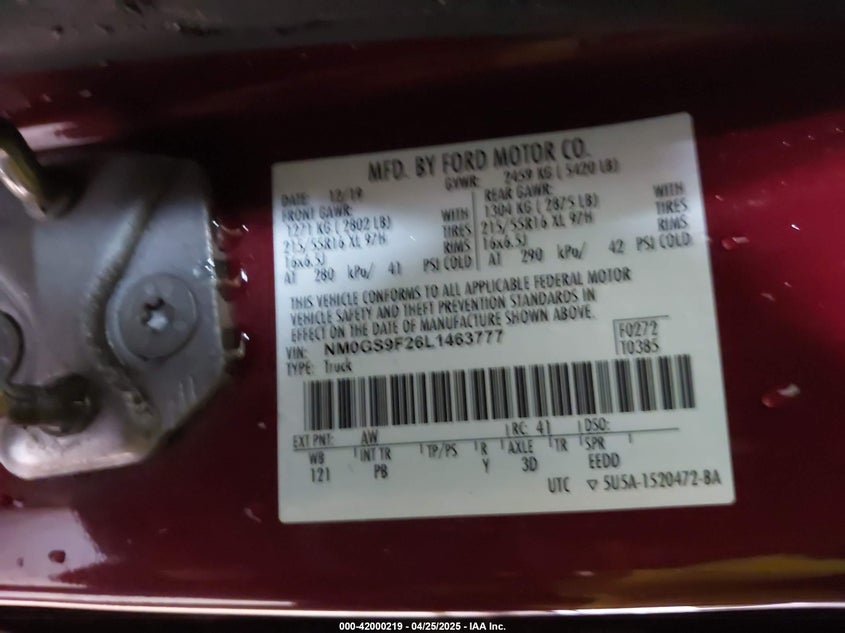 MFD. BY FORD MOTOR CO.
DATE: 12/19 GVWR: 2459 KG ( 5420 LB)
FRONT GAWR: REAR GAWR:
1271 KG ( 2802 LB) WITH 1304 KG ( 2875 LB) WITH
215/55R16 XL 97H TIRES 215/55R16 XL 97H TIRES
16x6.5J RIMS 16x6.5J RIMS
AT 280 kPa/ 41 PSI COLD AT 290 kPa/ 42 PSI COLD
THIS VEHICLE CONFORMS TO ALL APPLICABLE FEDERAL MOTOR
VEHICLE SAFETY AND THEFT PREVENTION STANDARDS IN
EFFECT ON THE DATE OF MANUFACTURE SHOWN ABOVE.
VIN: NM0GS9F26L1463777 F0272
TYPE: Truck T0385
EXT PNT: AW RC: 41 DSO:
WB INT TR TP/PS R AXLE TR SPR
121 PB Y 3D EEDD
UTC ▽ 5U5A-1520472-BA
000-42000219 - 04/25/2025 - IAA Inc.